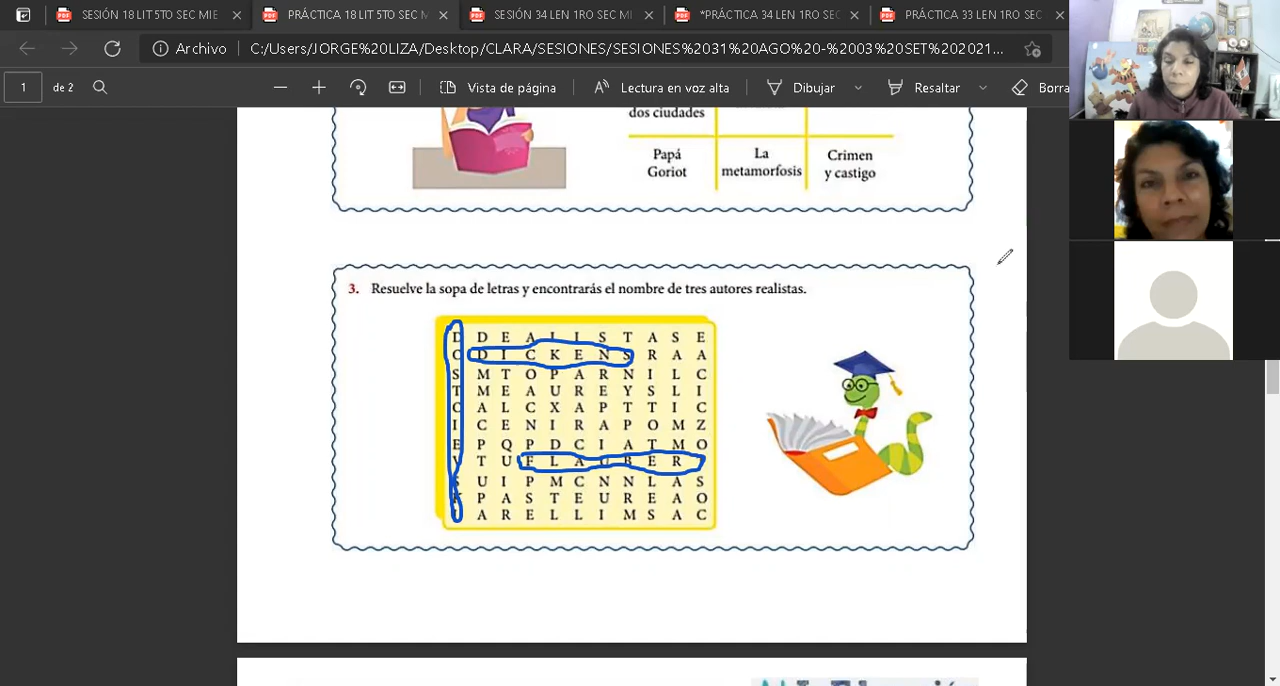 SESIÓN 18 LIT 5TO SEC MIE
PRÁCTICA 18 LIT 5TO SEC M
SESIÓN 34 LEN 1RO SEC MI
*PRÁCTICA 34 LEN 1RO SEC
PRÁCTICA 33 LEN 1RO SEC
Archivo
C:/Users/JORGE%20LIZA/Desktop/CLARA/SESIONES/SESIONES%2031%20AGO%20-%2003%20SET%202021...
1 de 2
Vista de página
Lectura en voz alta
Dibujar
Resaltar
Borra
dos ciudades
Papá Goriot
La metamorfosis
Crimen y castigo
3. Resuelve la sopa de letras y encontrarás el nombre de tres autores realistas.
D D E A L I S T A S E
O D I C K E N S R A A
S M T O P A R N I L C
T M E A U R E Y S L I
O A L C X A P T T I C
I C E N I R A P O M Z
E P Q P D C I A T M O
V T U F L A U B E R
S U I P M C N N L A S
K P A S T E U R E A O
I A R E L L I M S A C